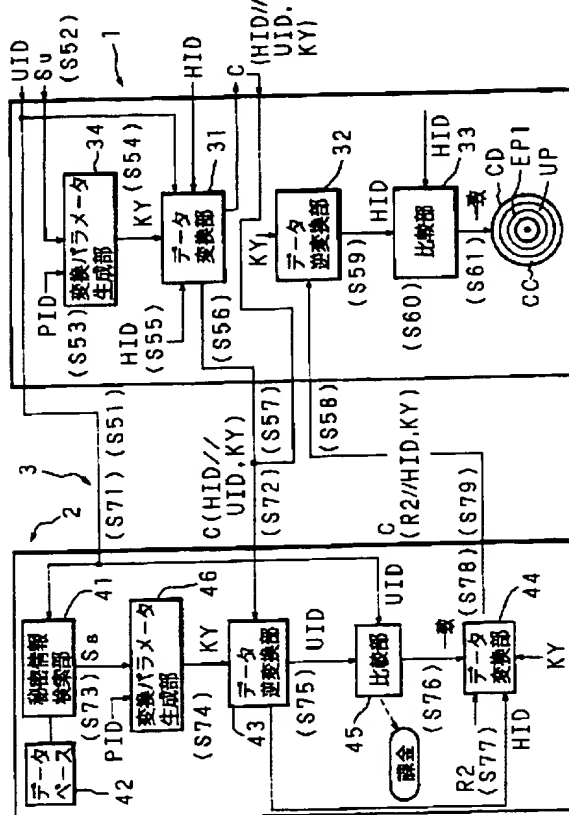 2
3
1
データベース
42
秘密情報検索部
41
SB
(S73)
PID
変換パラメータ生成部
46
KY
(S74)
データ逆変換部
43
UID
(S75)
比較部
45
UID
課金
一致
(S76)
データ変換部
44
R2
(S77)
HID
KY
(S71)
(S51)
C(HID//
UID,KY)
(S72)
(S57)
C
(R2//HID,KY)
(S78)
(S79)
(S58)
UID
Su
(S52)
PID
(S53)
変換パラメータ生成部
34
KY
(S54)
HID
(S55)
データ変換部
31
HID
(S56)
C
(HID//
UID,
KY)
KY
データ逆変換部
32
HID
(S59)
比較部
33
HID
(S60)
一致
(S61)
CD
EP1
UP
CC